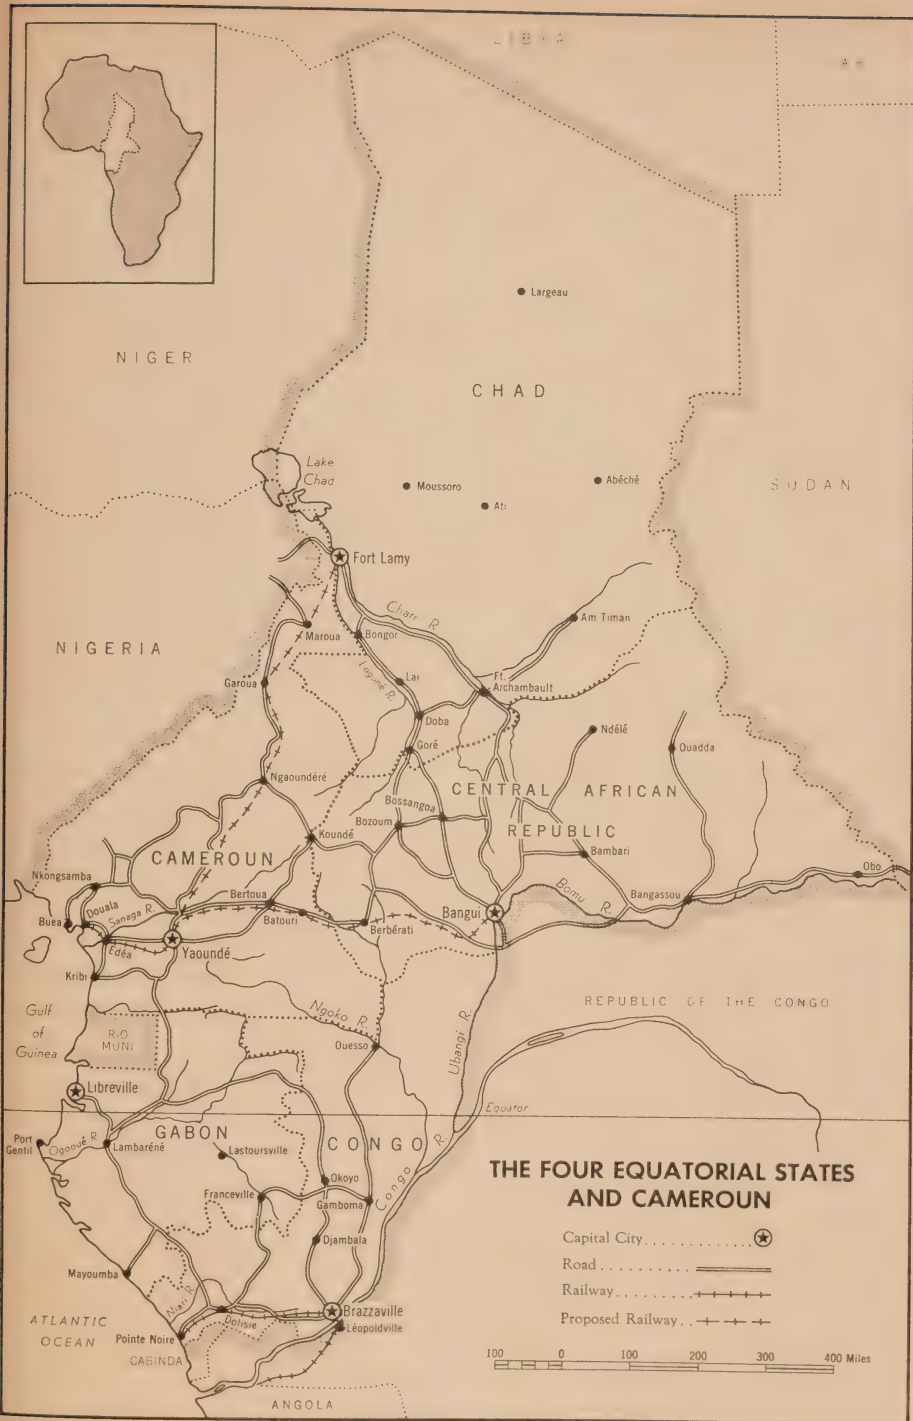 LIBYA
NIGER
Largeau
CHAD
Lake
Chad
Moussoro
Abéché
Ati
SUDAN
Fort Lamy
Chari R.
Am Timan
NIGERIA
Maroua
Bongor
Logone R.
Garoua
Lai
Ft.
Archambault
Doba
Ndélé
Ouadda
Goré
Ngaoundéré
CENTRAL AFRICAN
REPUBLIC
Bossangoa
Bozoum
Koundé
CAMEROUN
Bambari
Nkongsamba
Obo
Bertoua
Bangassou
Bomu R.
Douala
Sanaga R.
Buea
Batouri
Bangui
Berbérati
Edéa
Yaoundé
Kribi
Gulf
of
Guinea
RIO
MUNI
Ngoko R.
Ubangi R.
REPUBLIC OF THE CONGO
Ouesso
Libreville
Equator
Port
Gentil
Ogooué R.
Lambaréné
GABON
Lastoursville
CONGO
Congo R.
Okoyo
Franceville
Gamboma
Djambala
Mayoumba
Niari R.
Dolisie
Brazzaville
Léopoldville
ATLANTIC
OCEAN
Pointe Noire
CABINDA
ANGOLA
THE FOUR EQUATORIAL STATES
AND CAMEROUN
Capital City
Road
Railway
Proposed Railway
100 0 100 200 300 400 Miles